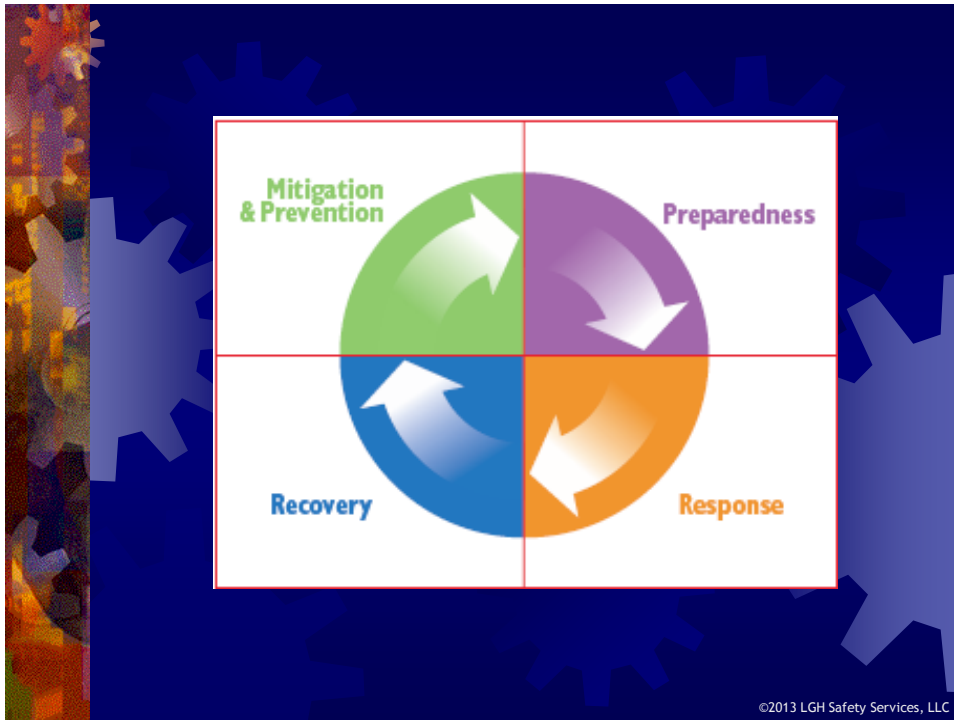 Mitigation
& Prevention
Preparedness
Recovery
Response
©2013 LGH Safety Services, LLC